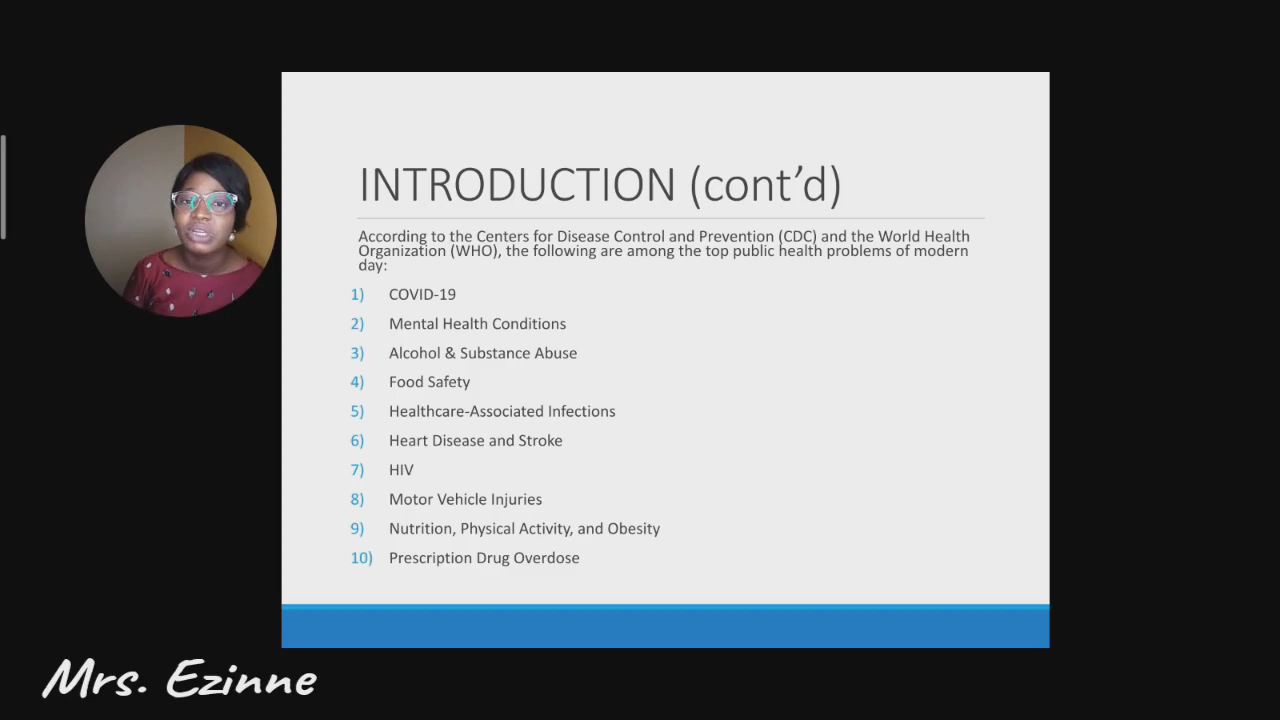 INTRODUCTION (cont’d)
According to the Centers for Disease Control and Prevention (CDC) and the World Health
Organization (WHO), the following are among the top public health problems of modern
day:
1) COVID-19
2) Mental Health Conditions
3) Alcohol & Substance Abuse
4) Food Safety
5) Healthcare-Associated Infections
6) Heart Disease and Stroke
7) HIV
8) Motor Vehicle Injuries
9) Nutrition, Physical Activity, and Obesity
10) Prescription Drug Overdose
Mrs. Ezinne